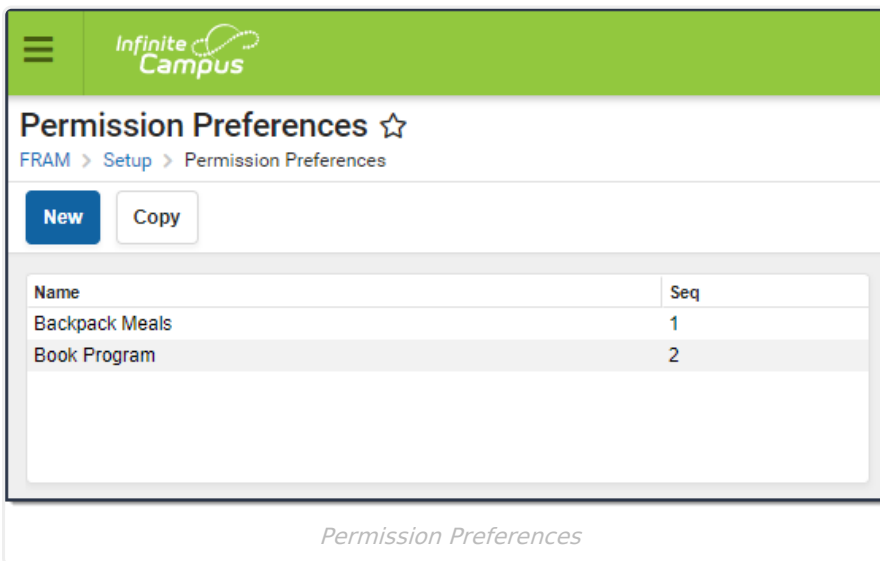 Infinite
Campus
Permission Preferences
FRAM > Setup > Permission Preferences
New Copy
Name Seq
Backpack Meals 1
Book Program 2
Permission Preferences